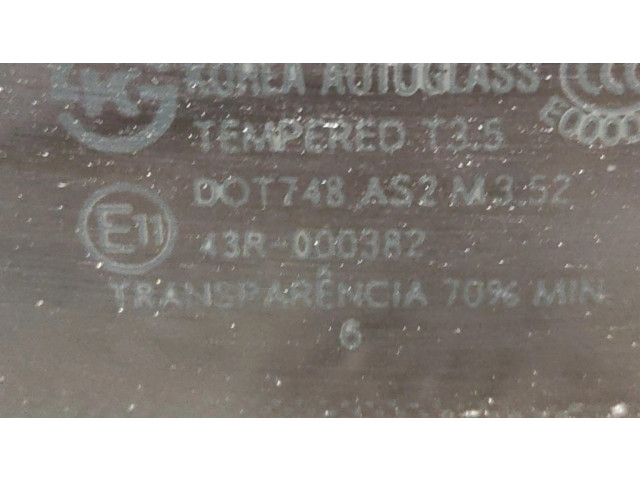 KOREA AUTOGLASS
TEMPERED T3.5
DOT748 AS2 M3.52
E11
43R-000382
TRANSPARÊNCIA 70% MIN
6